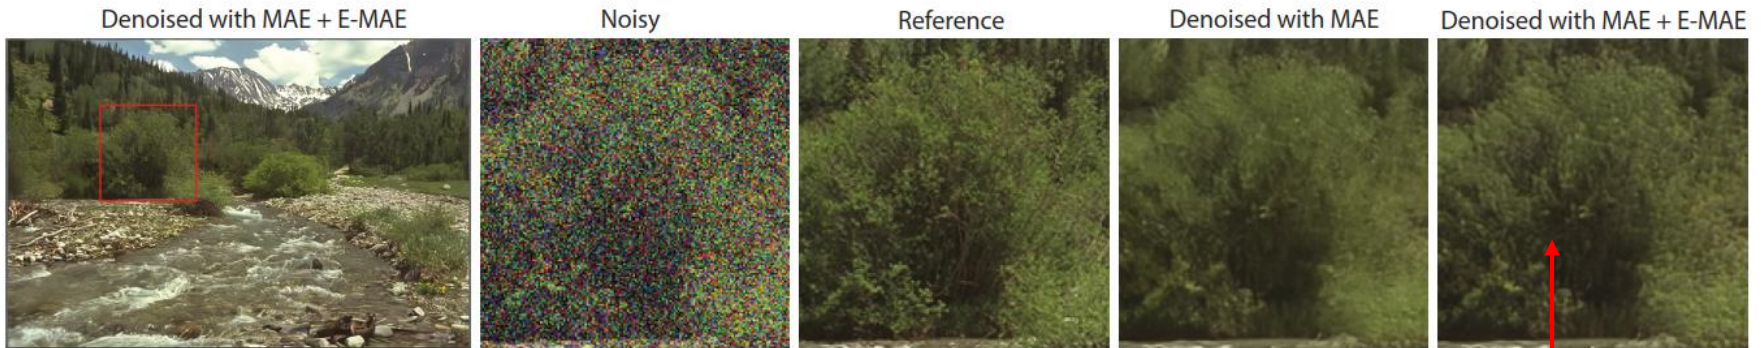 Denoised with MAE + E-MAE
Noisy
Reference
Denoised with MAE
Denoised with MAE + E-MAE